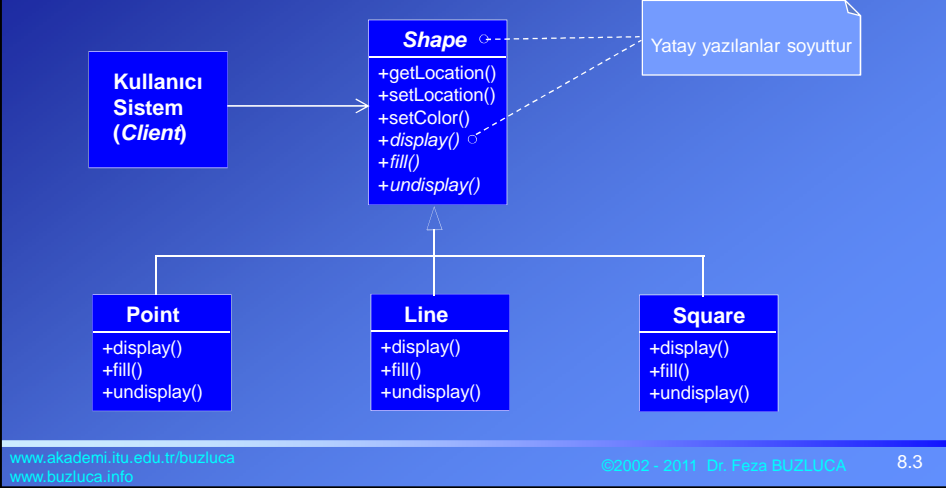 Shape
+getLocation()
+setLocation()
+setColor()
+display()
+fill()
+undisplay()
Yatay yazılanlar soyuttur
Kullanıcı
Sistem
(Client)
Point
+display()
+fill()
+undisplay()
Line
+display()
+fill()
+undisplay()
Square
+display()
+fill()
+undisplay()
www.akademi.itu.edu.tr/buzluca
www.buzluca.info
©2002 - 2011 Dr. Feza BUZLUCA
8.3